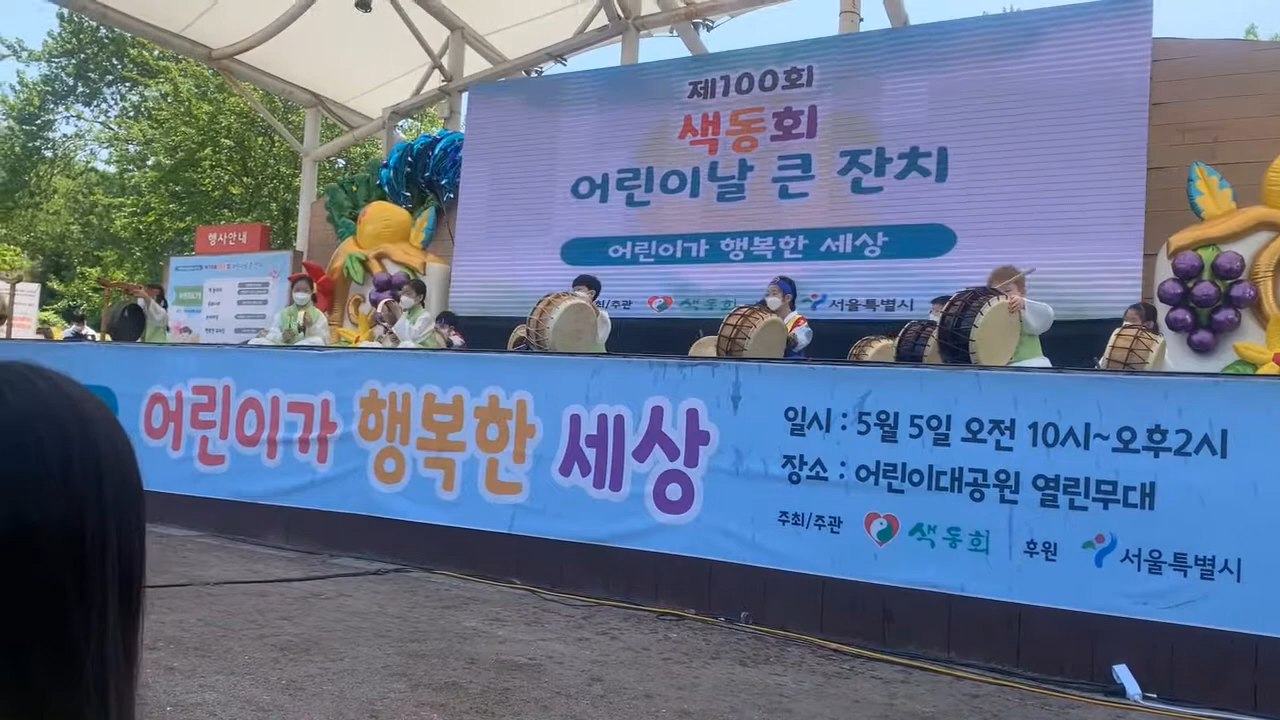 제100회
색동회
어린이날 큰 잔치
어린이가 행복한 세상
주관 색동회 서울특별시
행사안내
어린이가 행복한 세상
일시 : 5월 5일 오전 10시~오후2시
장소 : 어린이대공원 열린무대
주최/주관 색동회 후원 서울특별시